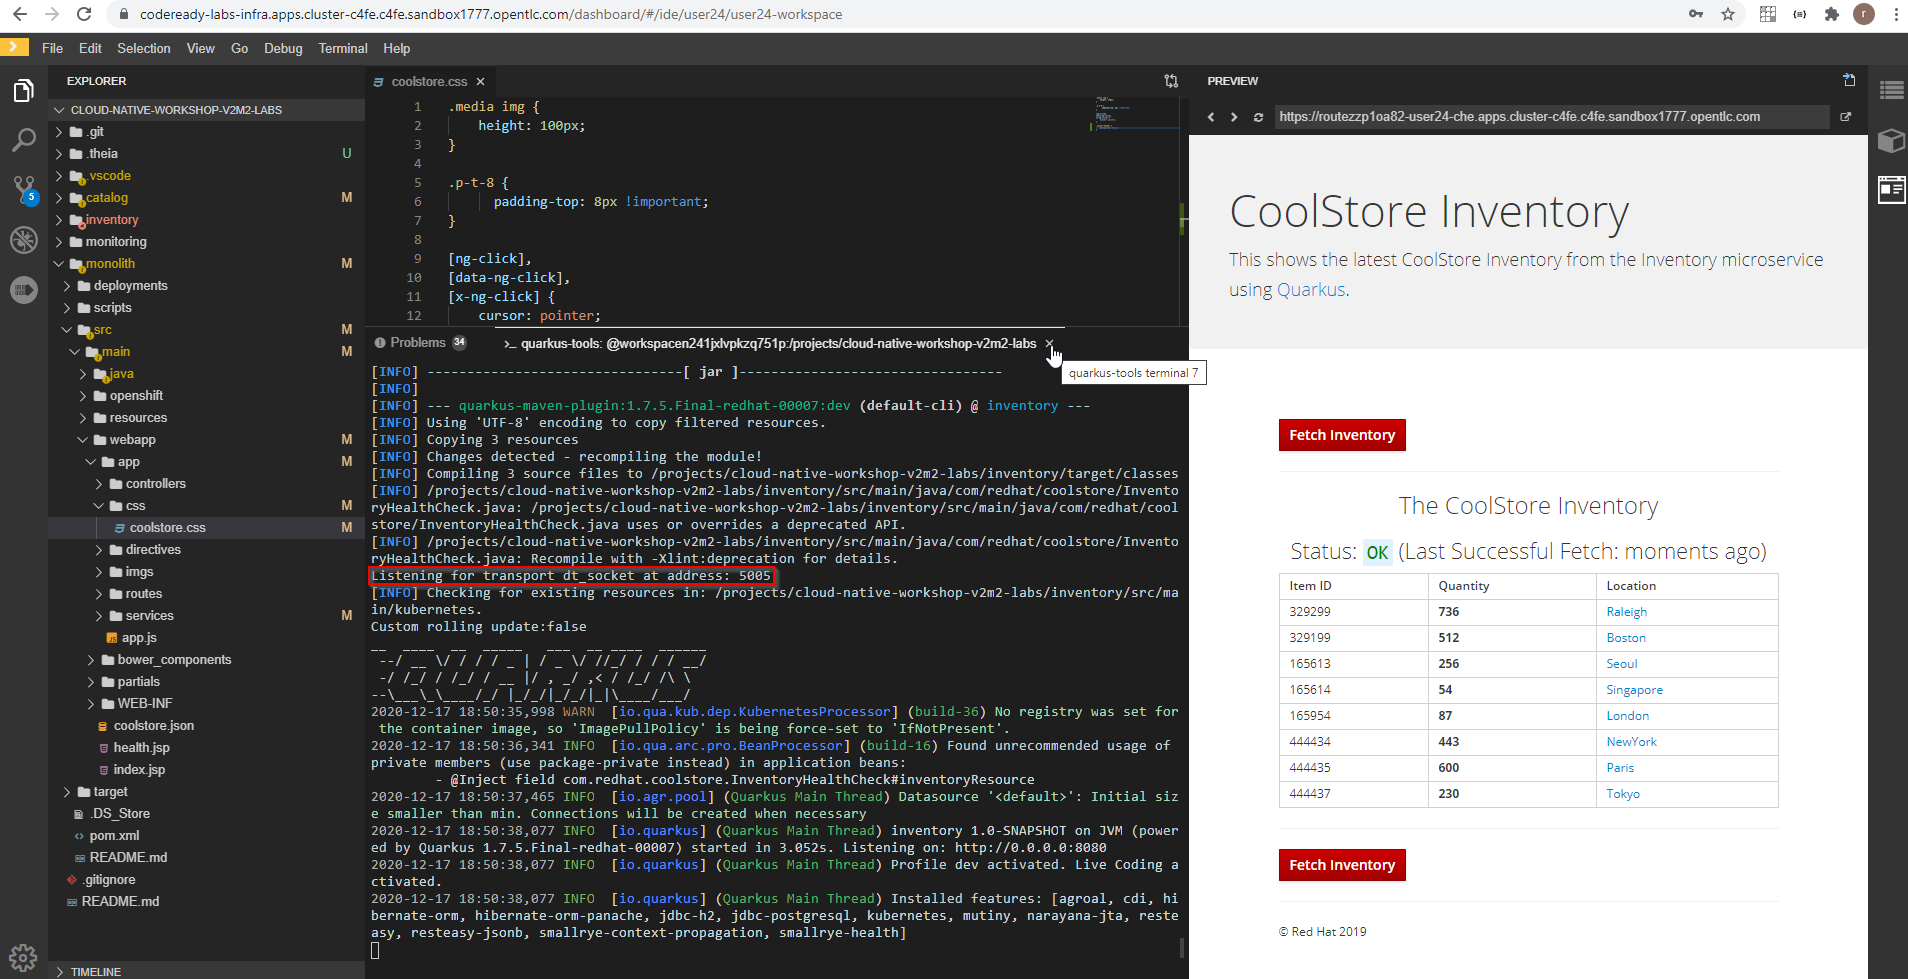 codeready-labs-infra.apps.cluster-c4fe.c4fe.sandbox1777.opentlc.com/dashboard/#/ide/user24/user24-workspace
r
File Edit Selection View Go Debug Terminal Help
EXPLORER
CLOUD-NATIVE-WORKSHOP-V2M2-LABS
.git
.theia U
.vscode
catalog M
5
inventory
monitoring
monolith M
deployments
scripts
src M
main M
java
openshift
resources
webapp M
app M
controllers
css M
coolstore.css M
directives
imgs
routes
services M
app.js
bower_components
partials
WEB-INF
coolstore.json
health.jsp
index.jsp
target
.DS_Store
pom.xml
README.md
.gitignore
README.md
TIMELINE
coolstore.css
1 .media img {
2 height: 100px;
3 }
4
5 .p-t-8 {
6 padding-top: 8px !important;
7 }
8
9 [ng-click],
10 [data-ng-click],
11 [x-ng-click] {
12 cursor: pointer;
Problems 34
>_ quarkus-tools: @workspacen241jxlvpkzq751p:/projects/cloud-native-workshop-v2m2-labs
quarkus-tools terminal 7
[INFO] --------------------------------[ jar ]---------------------------------
[INFO]
[INFO] --- quarkus-maven-plugin:1.7.5.Final-redhat-00007:dev (default-cli) @ inventory ---
[INFO] Using 'UTF-8' encoding to copy filtered resources.
[INFO] Copying 3 resources
[INFO] Changes detected - recompiling the module!
[INFO] Compiling 3 source files to /projects/cloud-native-workshop-v2m2-labs/inventory/target/classes
[INFO] /projects/cloud-native-workshop-v2m2-labs/inventory/src/main/java/com/redhat/coolstore/Invento
ryHealthCheck.java: /projects/cloud-native-workshop-v2m2-labs/inventory/src/main/java/com/redhat/cool
store/InventoryHealthCheck.java uses or overrides a deprecated API.
[INFO] /projects/cloud-native-workshop-v2m2-labs/inventory/src/main/java/com/redhat/coolstore/Invento
ryHealthCheck.java: Recompile with -Xlint:deprecation for details.
Listening for transport dt_socket at address: 5005
[INFO] Checking for existing resources in: /projects/cloud-native-workshop-v2m2-labs/inventory/src/ma
in/kubernetes.
Custom rolling update:false
__  ____  __  _____   ___  __ ____  ______
 --/ __ \/ / / / _ | / _ \/ //_/ / / / __/
 -/ /_/ / /_/ / __ |/ , _/ ,< / /_/ /\ \
--\___\_\____/_/ |_/_/|_/_/|_|\____/___/
2020-12-17 18:50:35,998 WARN [io.qua.kub.dep.KubernetesProcessor] (build-36) No registry was set for
the container image, so 'ImagePullPolicy' is being force-set to 'IfNotPresent'.
2020-12-17 18:50:36,341 INFO [io.qua.arc.pro.BeanProcessor] (build-16) Found unrecommended usage of
private members (use package-private instead) in application beans:
- @Inject field com.redhat.coolstore.InventoryHealthCheck#inventoryResource
2020-12-17 18:50:37,465 INFO [io.agr.pool] (Quarkus Main Thread) Datasource '<default>': Initial siz
e smaller than min. Connections will be created when necessary
2020-12-17 18:50:38,077 INFO [io.quarkus] (Quarkus Main Thread) inventory 1.0-SNAPSHOT on JVM (power
ed by Quarkus 1.7.5.Final-redhat-00007) started in 3.052s. Listening on: http://0.0.0.0:8080
2020-12-17 18:50:38,077 INFO [io.quarkus] (Quarkus Main Thread) Profile dev activated. Live Coding a
ctivated.
2020-12-17 18:50:38,077 INFO [io.quarkus] (Quarkus Main Thread) Installed features: [agroal, cdi, hi
bernate-orm, hibernate-orm-panache, jdbc-h2, jdbc-postgresql, kubernetes, mutiny, narayana-jta, reste
asy, resteasy-jsonb, smallrye-context-propagation, smallrye-health]
PREVIEW
https://routezzp1oa82-user24-che.apps.cluster-c4fe.c4fe.sandbox1777.opentlc.com
CoolStore Inventory
This shows the latest CoolStore Inventory from the Inventory microservice
using Quarkus.
Fetch Inventory
The CoolStore Inventory
Status: OK (Last Successful Fetch: moments ago)
Item ID Quantity Location
329299 736 Raleigh
329199 512 Boston
165613 256 Seoul
165614 54 Singapore
165954 87 London
444434 443 NewYork
444435 600 Paris
444437 230 Tokyo
Fetch Inventory
© Red Hat 2019